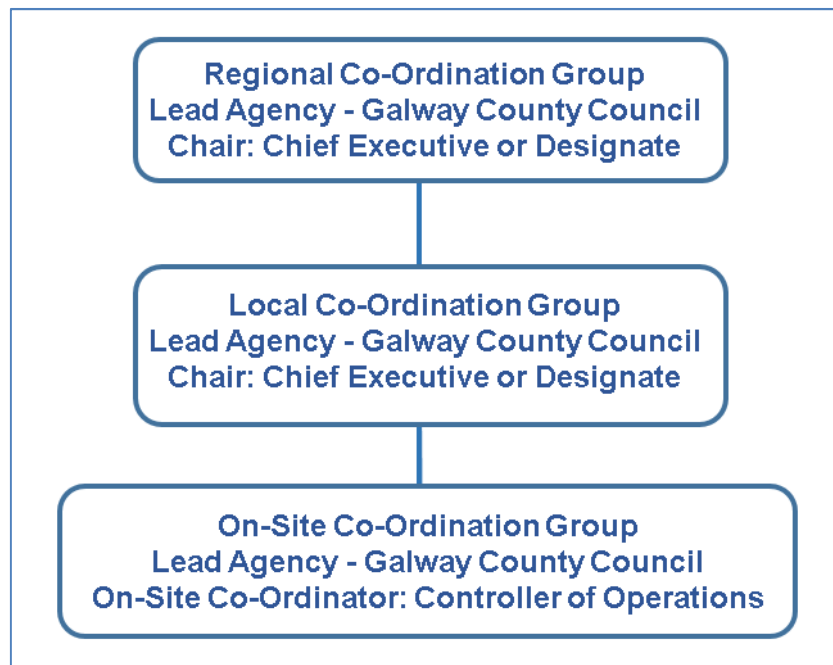 Regional Co-Ordination Group
Lead Agency - Galway County Council
Chair: Chief Executive or Designate
Local Co-Ordination Group
Lead Agency - Galway County Council
Chair: Chief Executive or Designate
On-Site Co-Ordination Group
Lead Agency - Galway County Council
On-Site Co-Ordinator: Controller of Operations